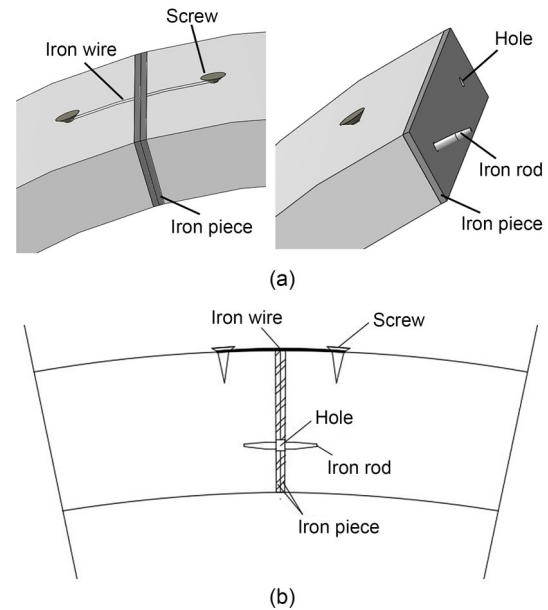 Screw
Iron wire
Iron piece
Hole
Iron rod
Iron piece
(a)
Iron wire
Screw
Hole
Iron rod
Iron piece
(b)